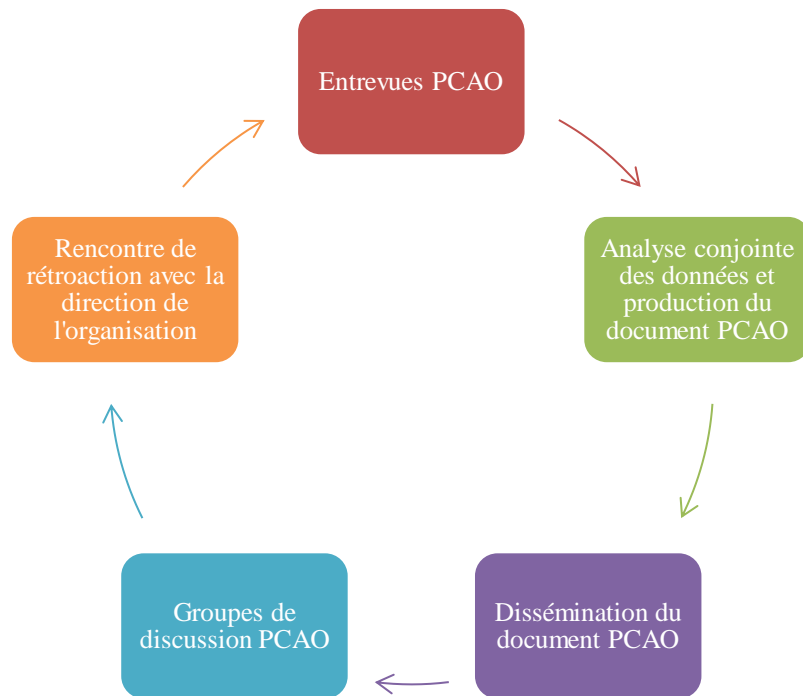 Entrevues PCAO
Analyse conjointe
des données et
production du
document PCAO
Dissémination du
document PCAO
Groupes de
discussion PCAO
Rencontre de
rétroaction avec la
direction de
l'organisation